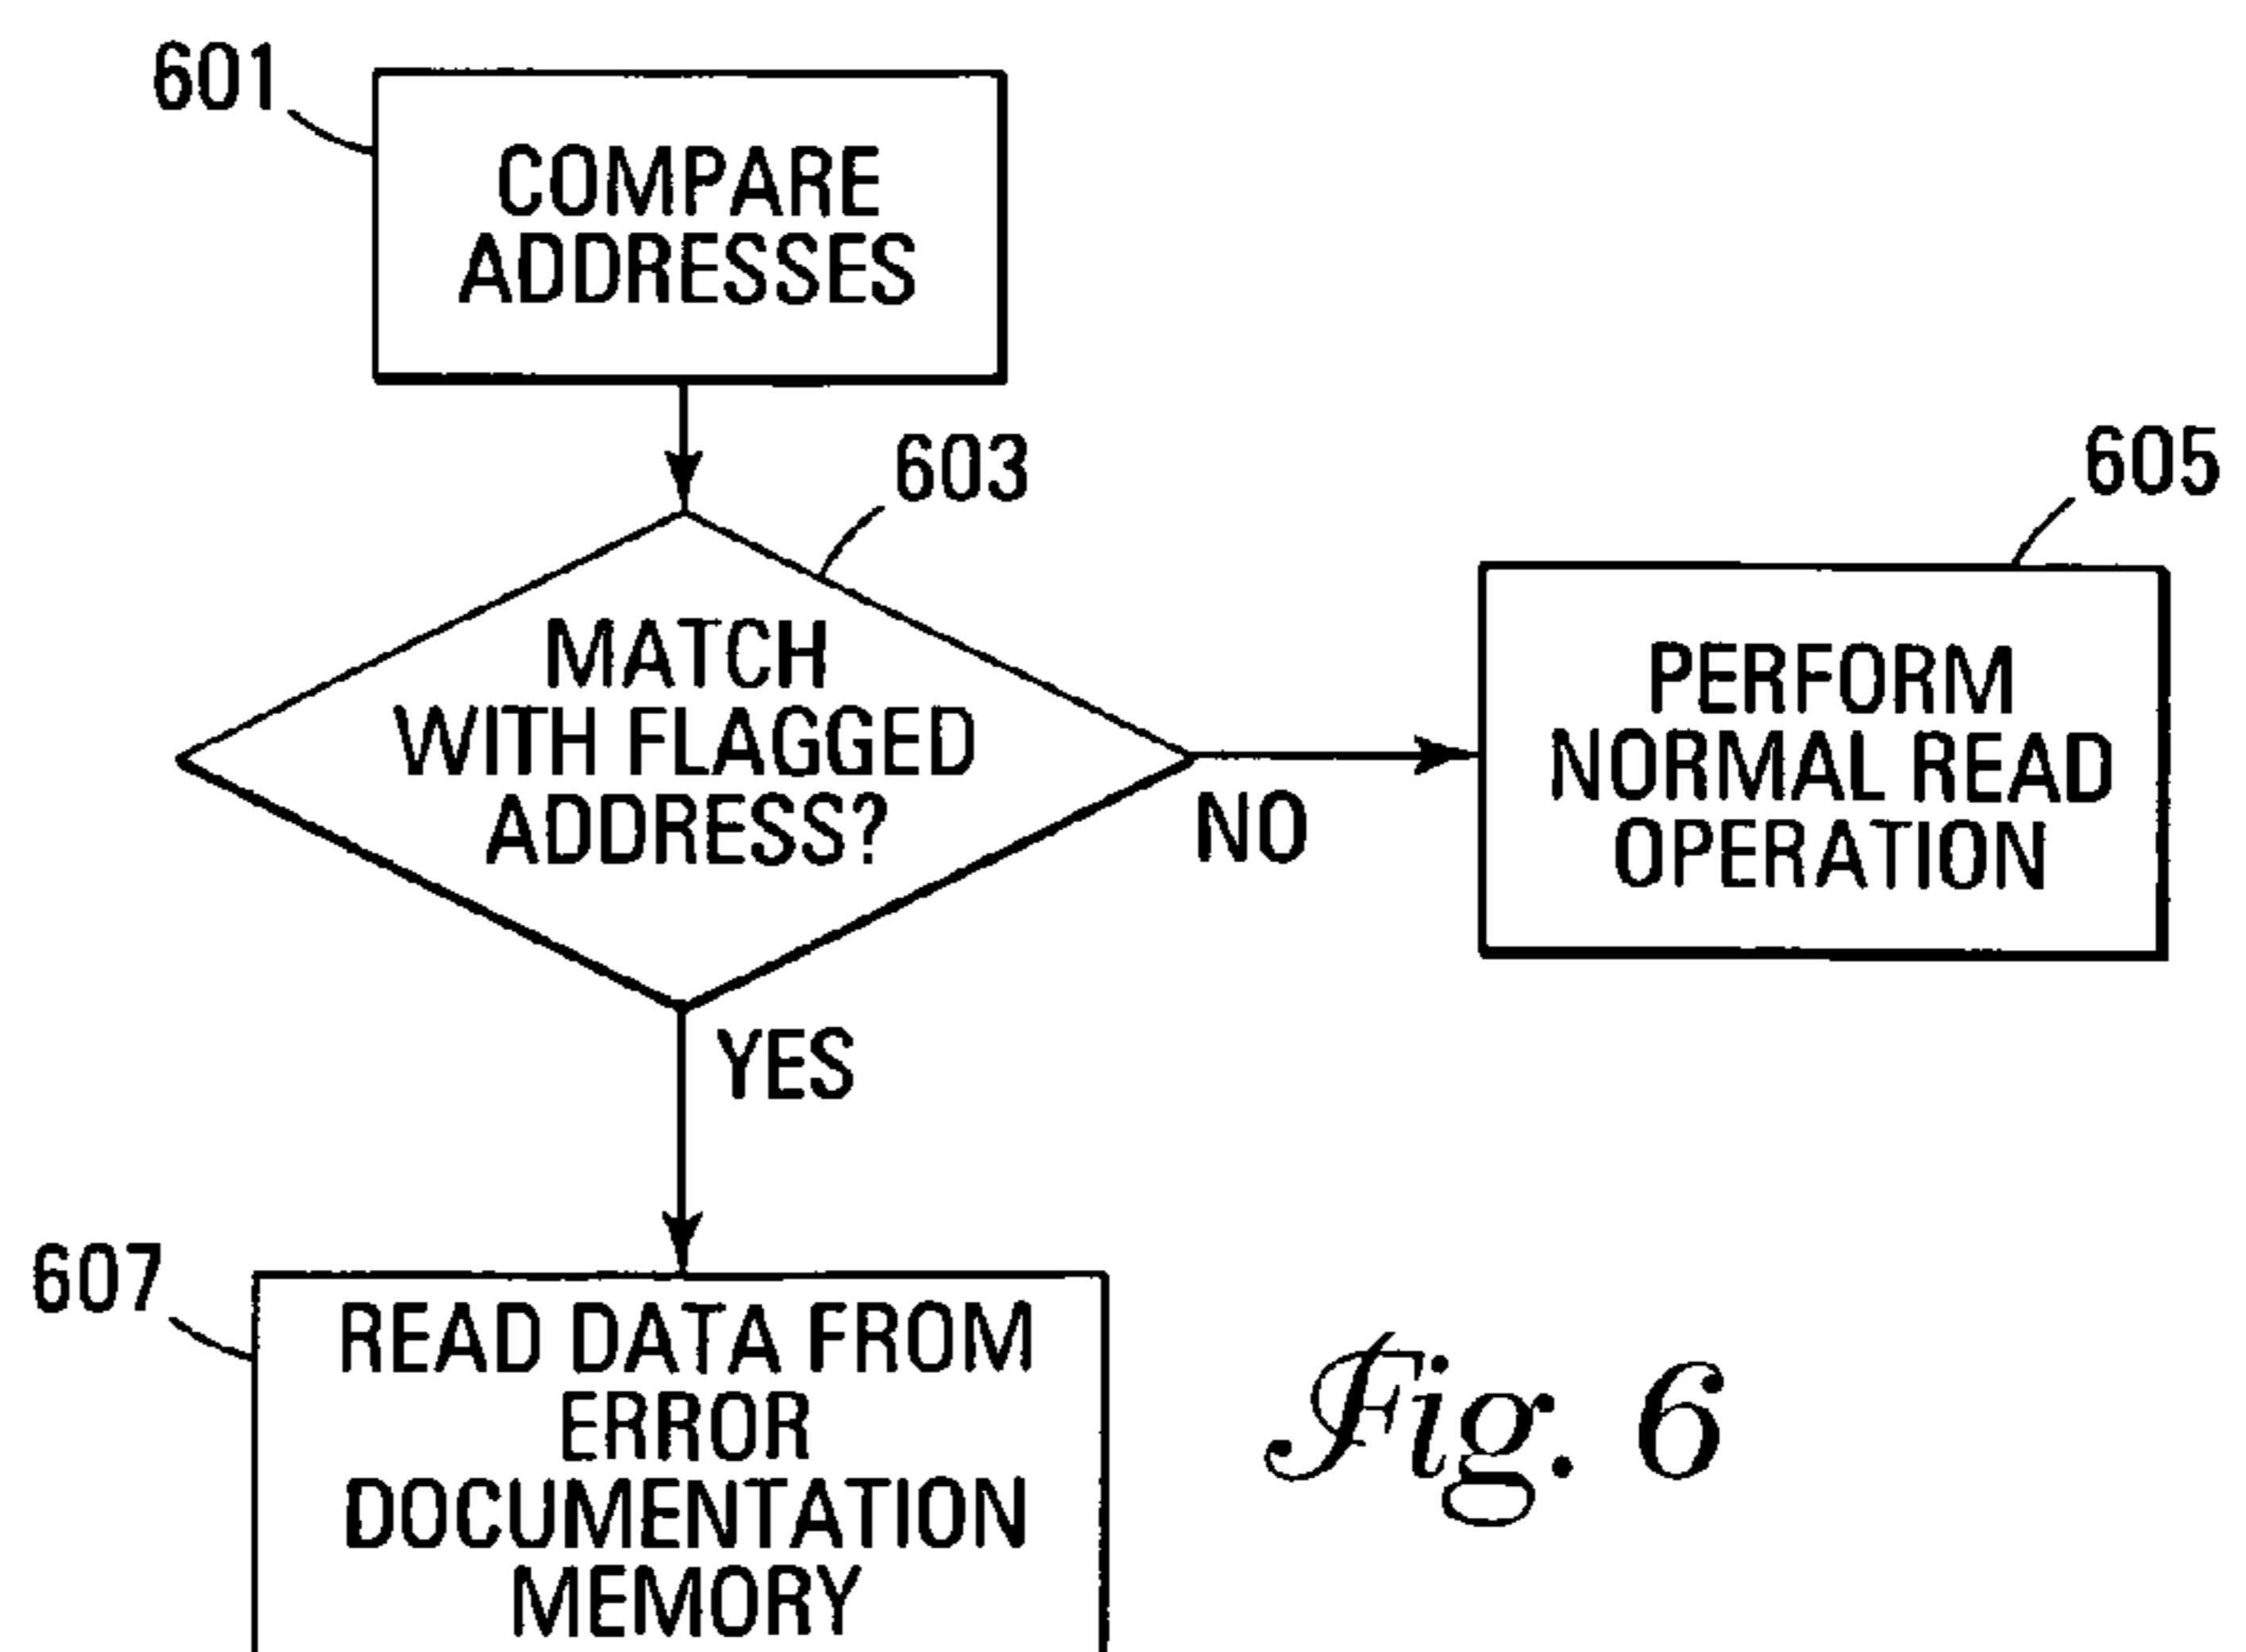 601
COMPARE
ADDRESSES
603
MATCH
WITH FLAGGED
ADDRESS?
NO
605
PERFORM
NORMAL READ
OPERATION
YES
607
READ DATA FROM
ERROR
DOCUMENTATION
MEMORY
Fig. 6